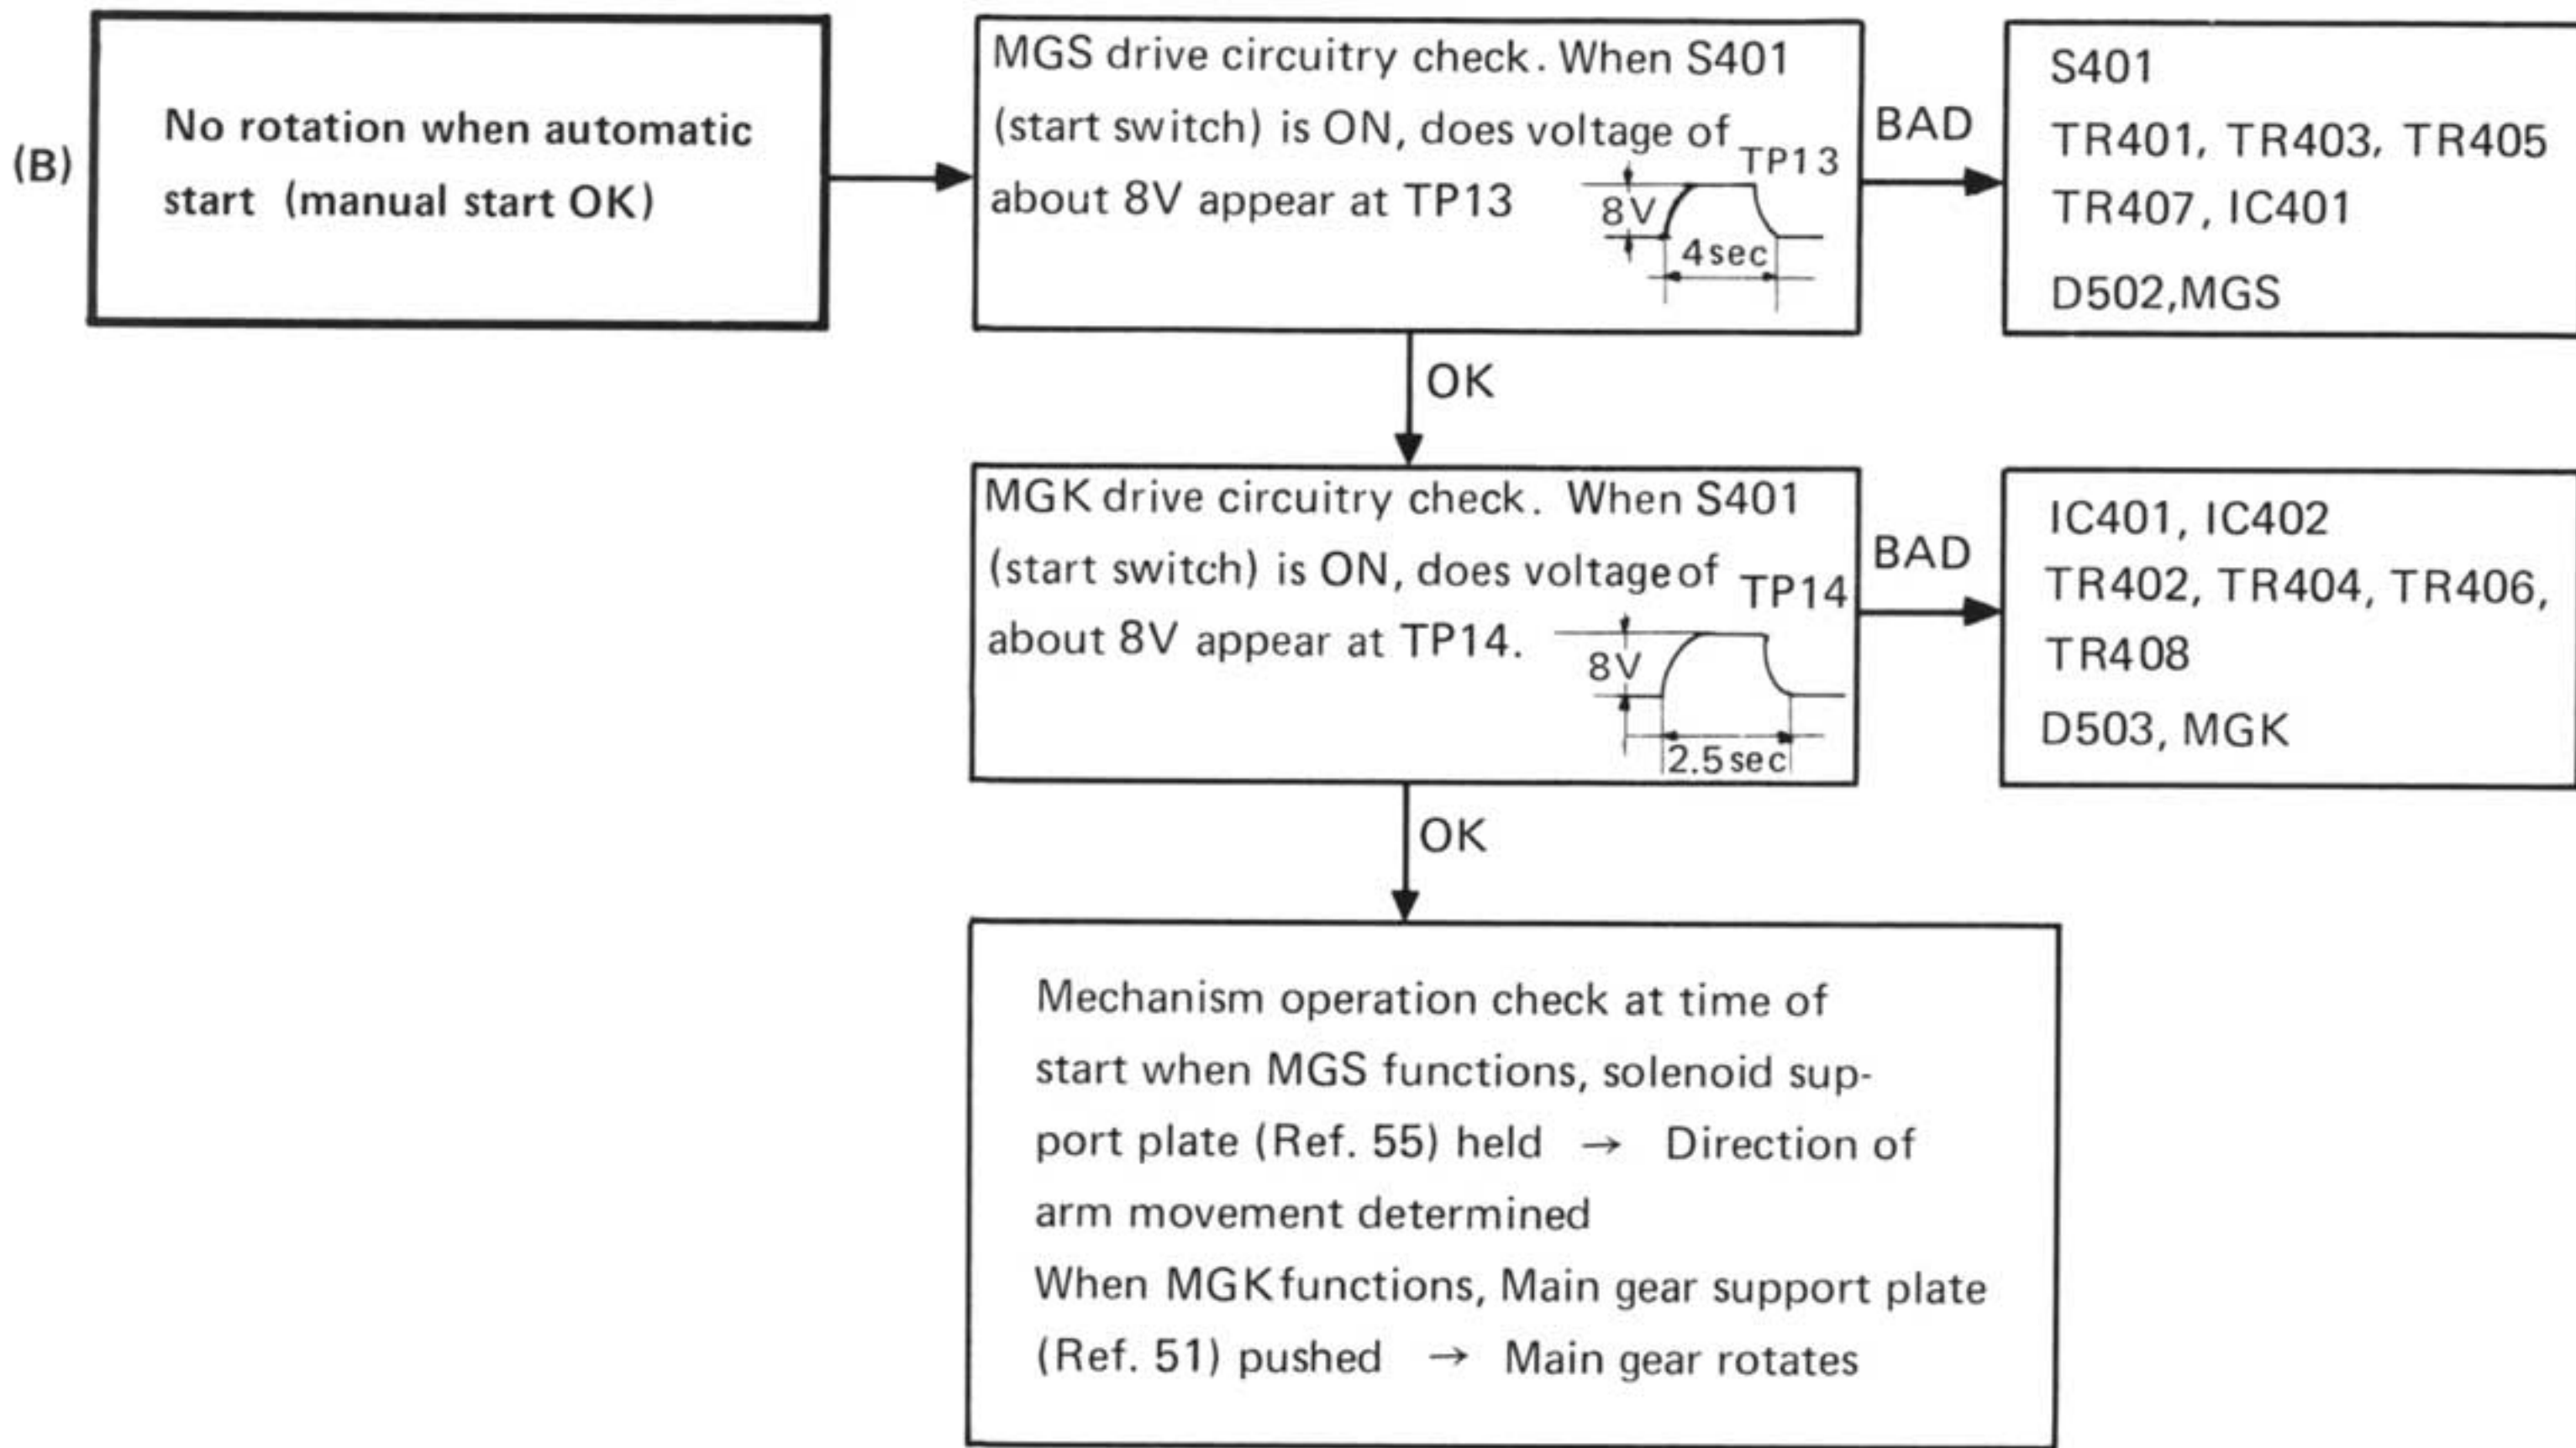 (B)
No rotation when automatic
start (manual start OK)
MGS drive circuitry check. When S401
(start switch) is ON, does voltage of
about 8V appear at TP13
TP13
8V
4sec
BAD
S401
TR401, TR403, TR405
TR407, IC401
D502,MGS
OK
MGK drive circuitry check. When S401
(start switch) is ON, does voltage of
about 8V appear at TP14.
TP14
8V
2.5sec
BAD
IC401, IC402
TR402, TR404, TR406,
TR408
D503, MGK
OK
Mechanism operation check at time of
start when MGS functions, solenoid sup-
port plate (Ref. 55) held → Direction of
arm movement determined
When MGK functions, Main gear support plate
(Ref. 51) pushed → Main gear rotates